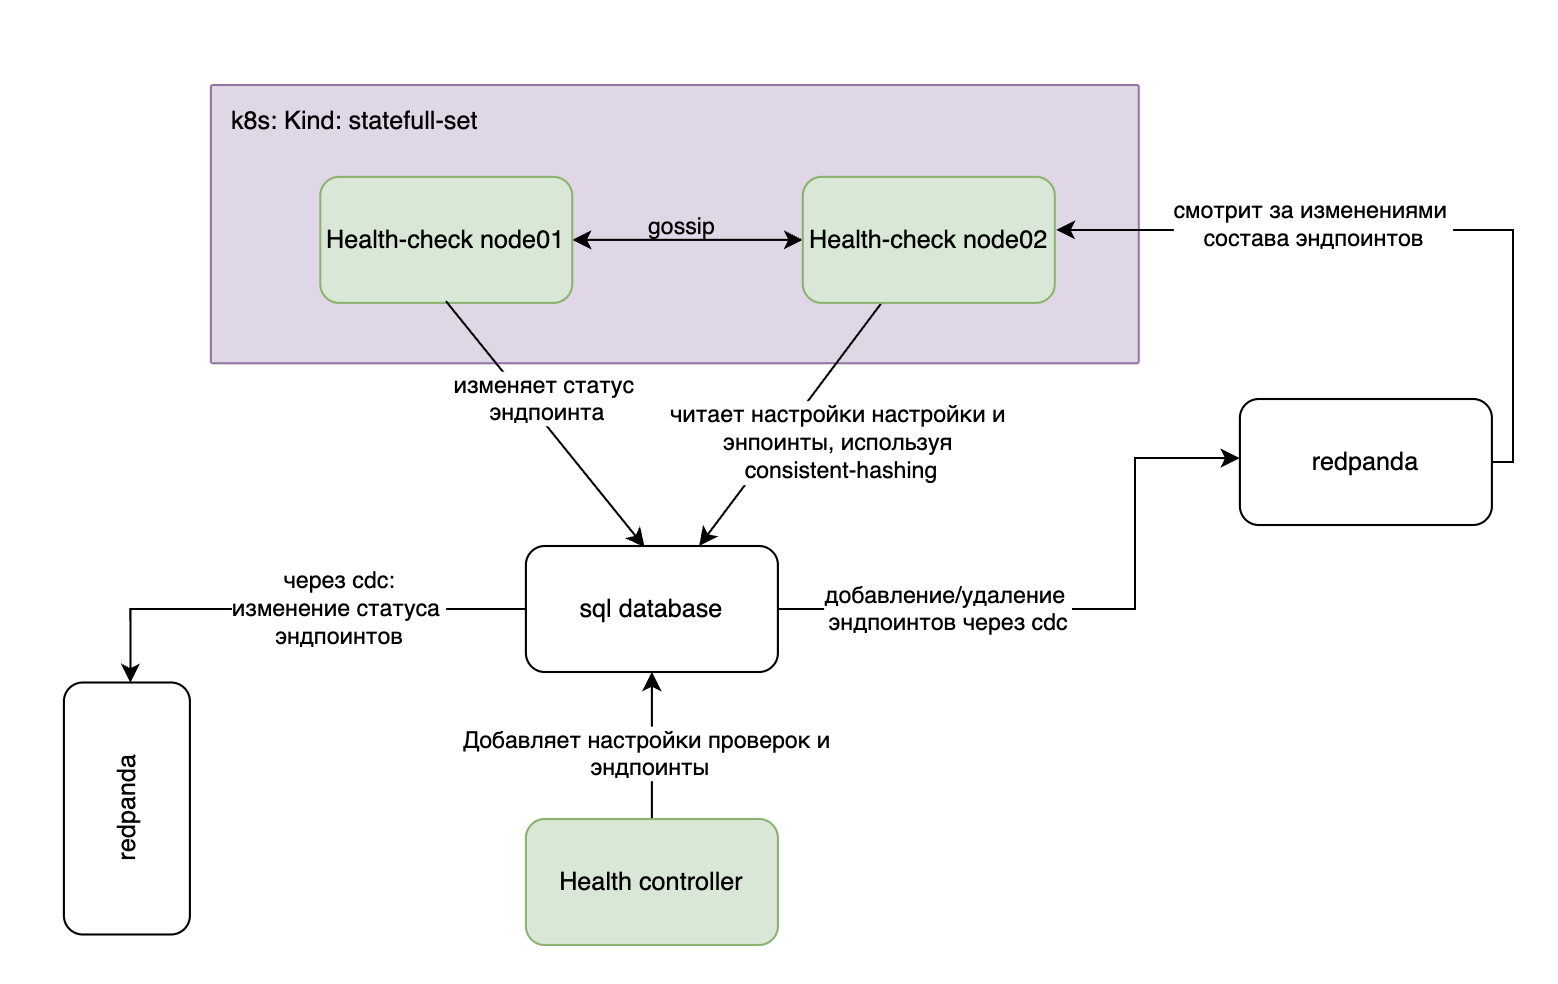 k8s: Kind: statefull-set
Health-check node01
gossip
Health-check node02
смотрит за изменениями
состава эндпоинтов
изменяет статус
эндпоинта
читает настройки настройки и
энпоинты, используя
consistent-hashing
redpanda
через cdc:
изменение статуса
эндпоинтов
sql database
добавление/удаление
эндпоинтов через cdc
redpanda
Добавляет настройки проверок и
эндпоинты
Health controller